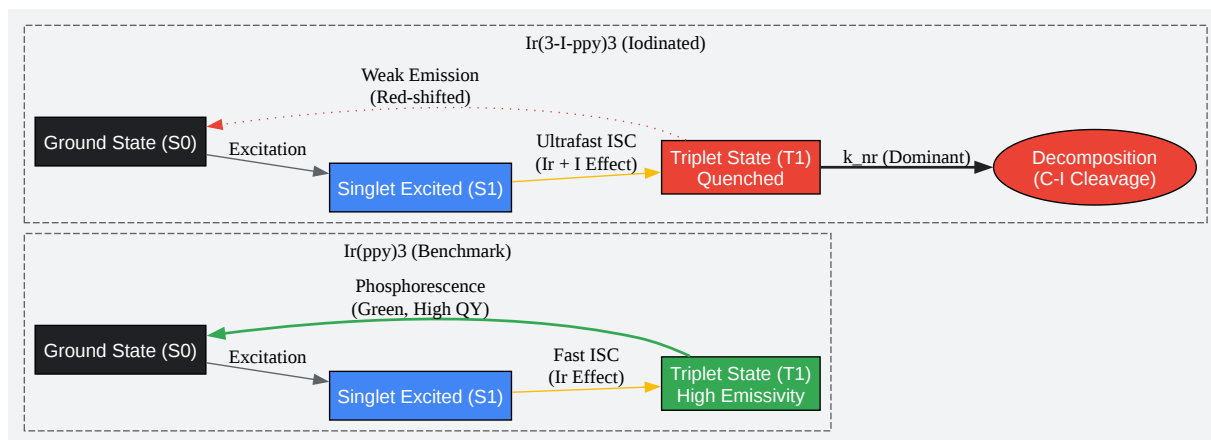 Ir(3-I-ppy)3 (Iodinated)
Weak Emission
(Red-shifted)
Ground State (S0)
Excitation
Singlet Excited (S1)
Ultrafast ISC
(Ir + I Effect)
Triplet State (T1)
Quenched
k_nr (Dominant)
Decomposition
(C-I Cleavage)
Ir(ppy)3 (Benchmark)
Phosphorescence
(Green, High QY)
Ground State (S0)
Excitation
Singlet Excited (S1)
Fast ISC
(Ir Effect)
Triplet State (T1)
High Emissivity